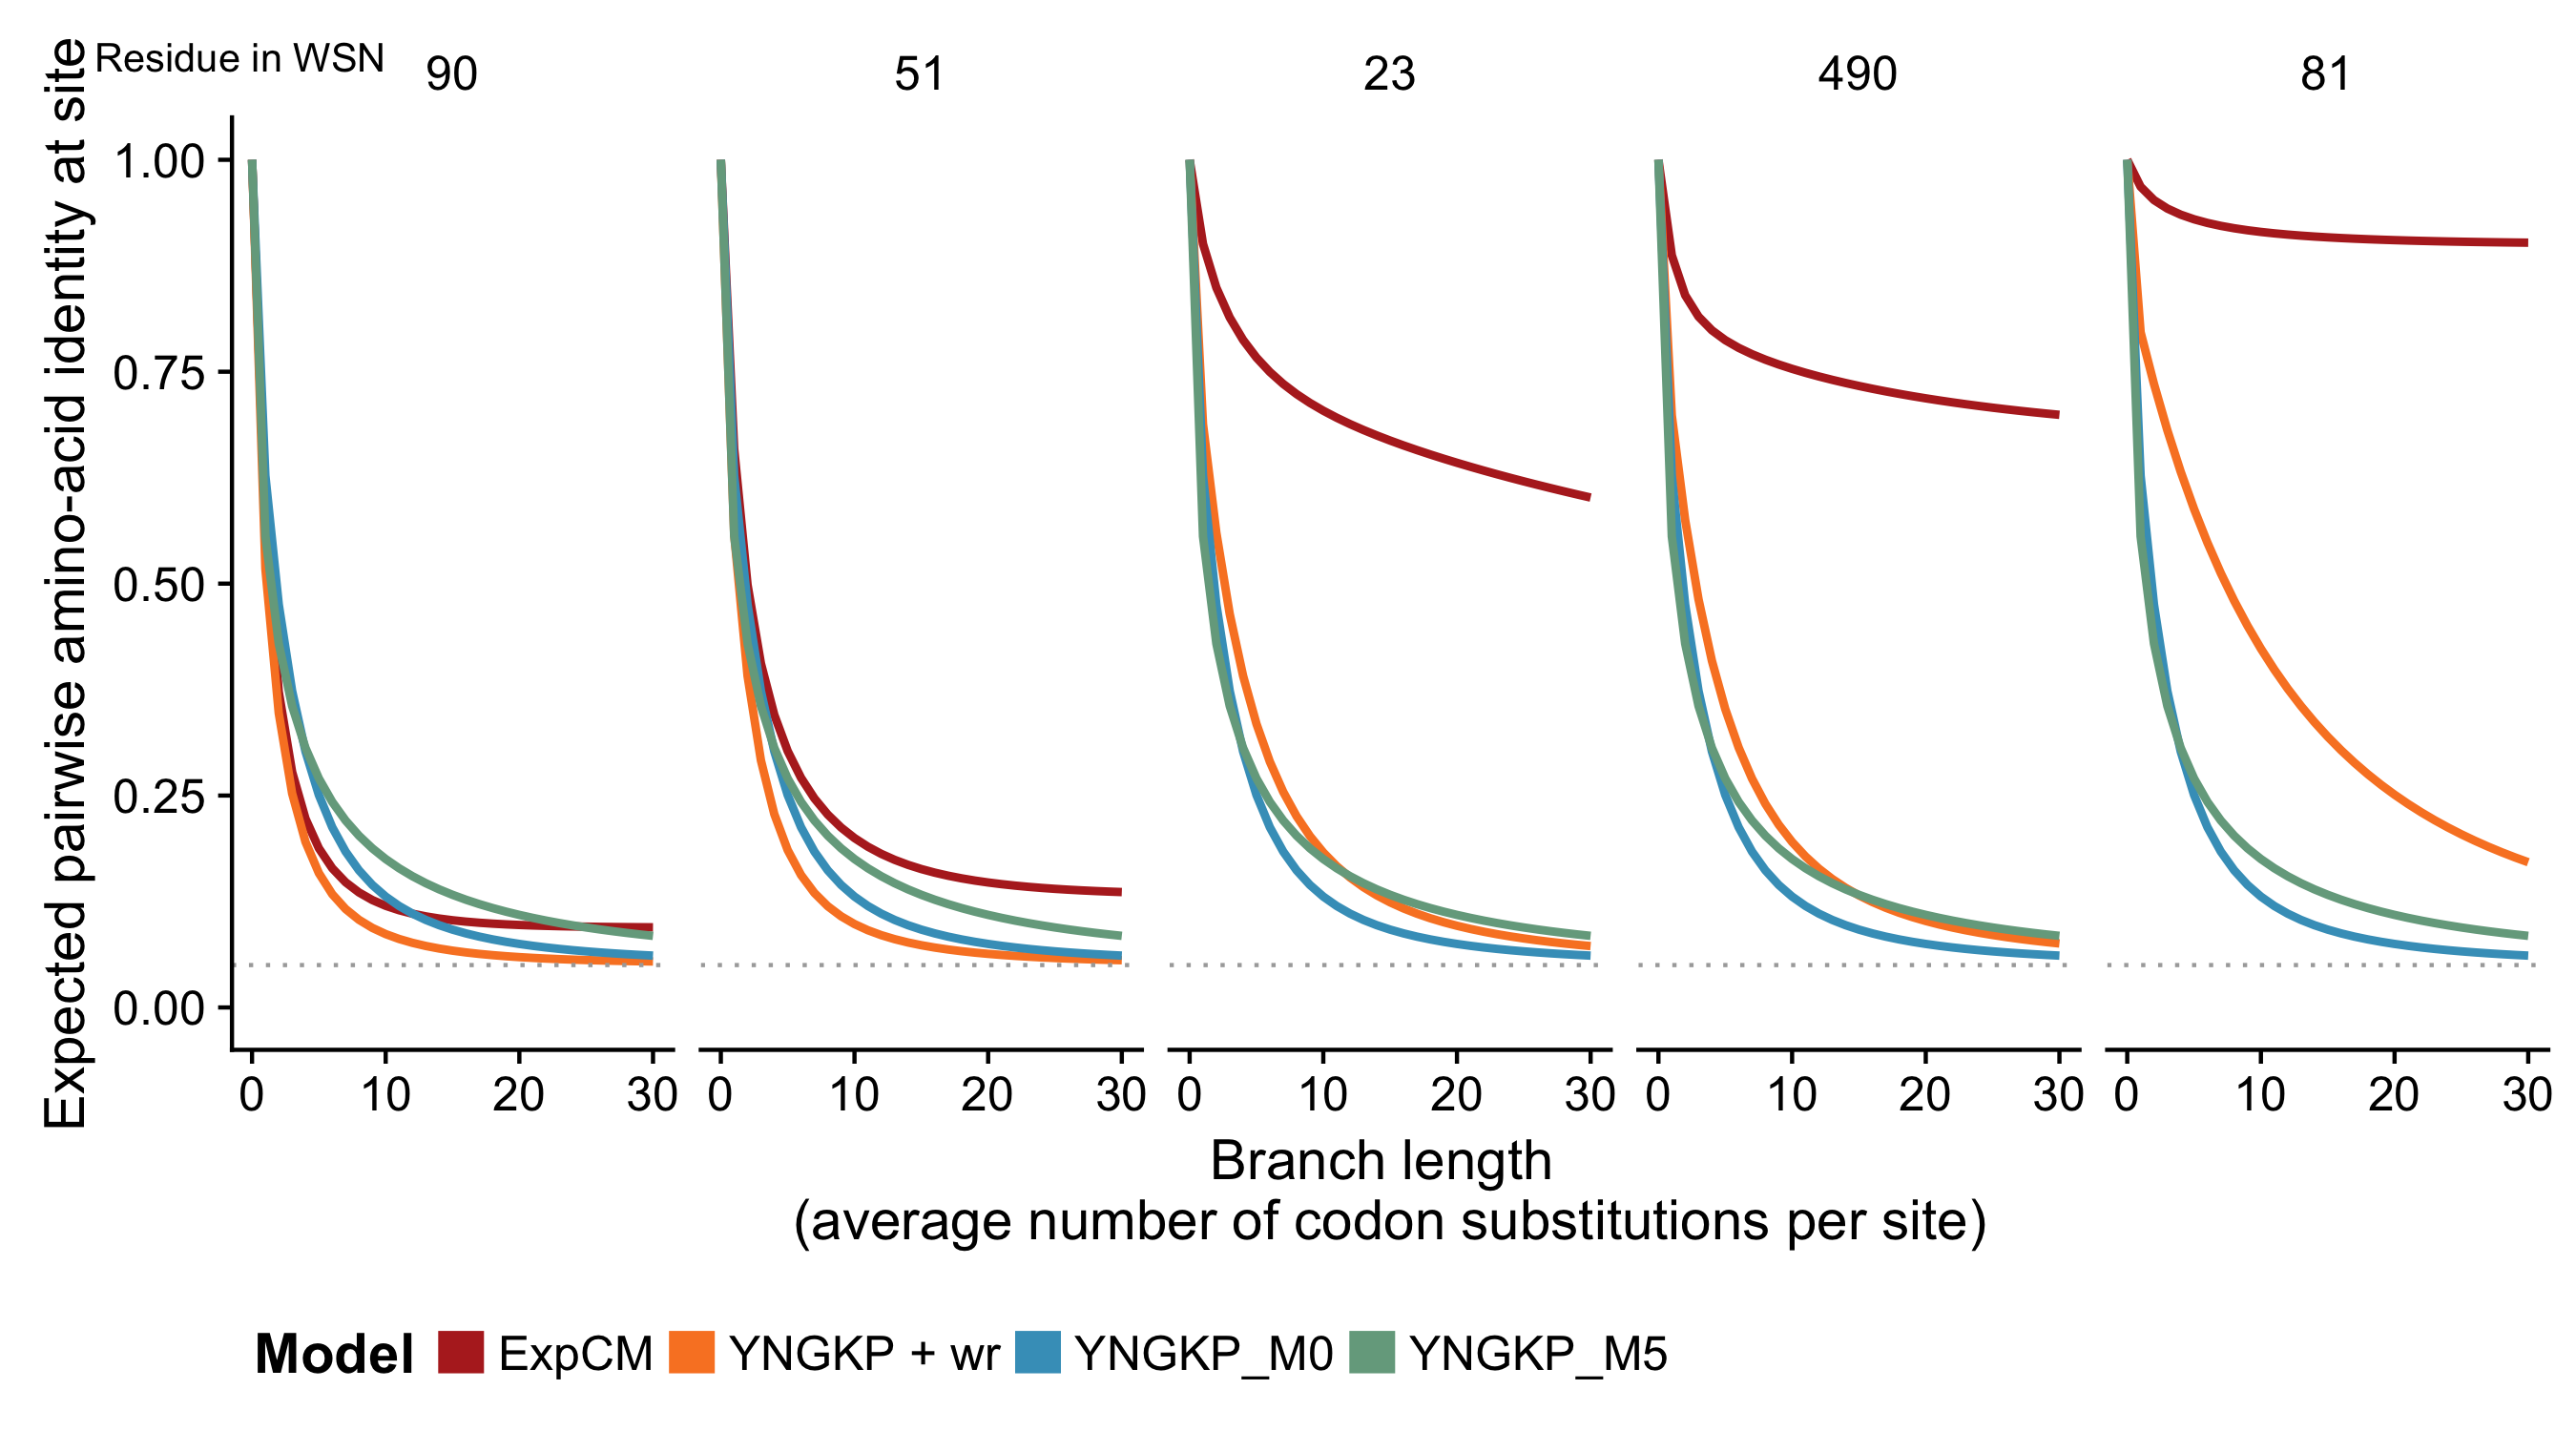 Residue in WSN
90 51 23 490 81
Expected pairwise amino-acid identity at site
1.00
0.75
0.50
0.25
0.00
0 10 20 30 0 10 20 30 0 10 20 30 0 10 20 30 0 10 20 30
Branch length
(average number of codon substitutions per site)
Model ExpCM YNGKP + wr YNGKP_M0 YNGKP_M5